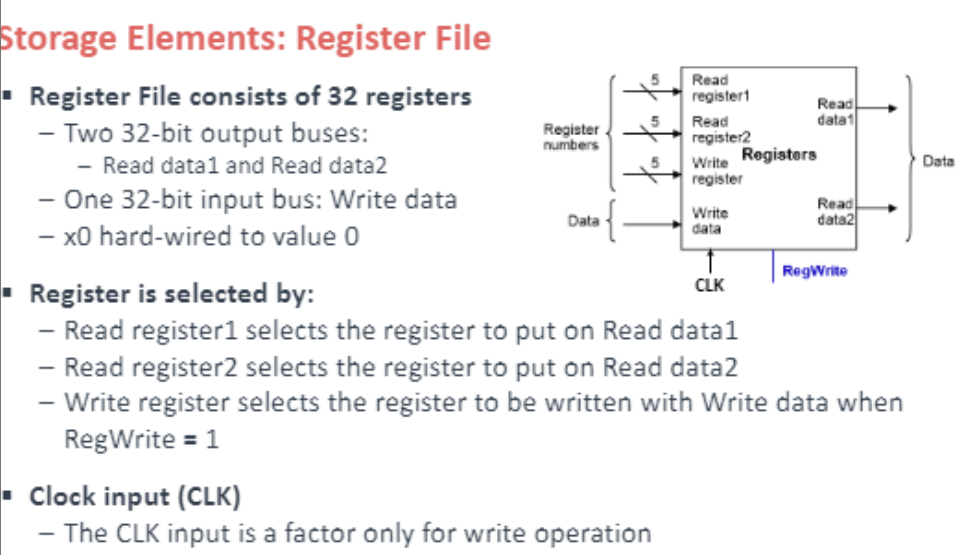 Storage Elements: Register File
▪ Register File consists of 32 registers
– Two 32-bit output buses:
– Read data1 and Read data2
– One 32-bit input bus: Write data
– x0 hard-wired to value 0
Register
numbers
5
5
5
Data
Read
register1
Read
register2
Write
register
Write
data
Registers
Read
data1
Read
data2
Data
CLK
RegWrite
▪ Register is selected by:
– Read register1 selects the register to put on Read data1
– Read register2 selects the register to put on Read data2
– Write register selects the register to be written with Write data when
RegWrite = 1
▪ Clock input (CLK)
– The CLK input is a factor only for write operation